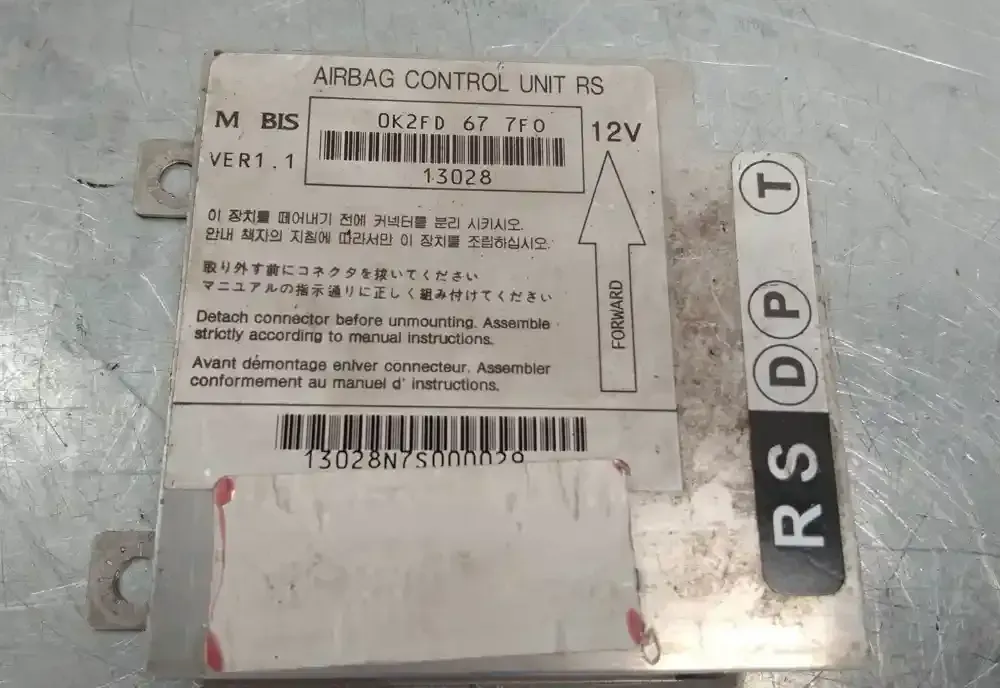 AIRBAG CONTROL UNIT RS
M BIS
0K2FD 67 7F0
12V
VER1.1
13028
이 장치를 떼어내기 전에 커넥터를 분리 시키시오.
안내 책자의 지침에 따라서만 이 장치를 조립하십시오.
取り外す前にコネクタを抜いてください
マニュアルの指示通りに正しく組み付けてください
Detach connector before unmounting. Assemble
strictly according to manual instructions.
Avant démontage enlver connecteur. Assembler
conformement au manuel d' instructions.
FORWARD
13028N7S000029
RS
D
P
T